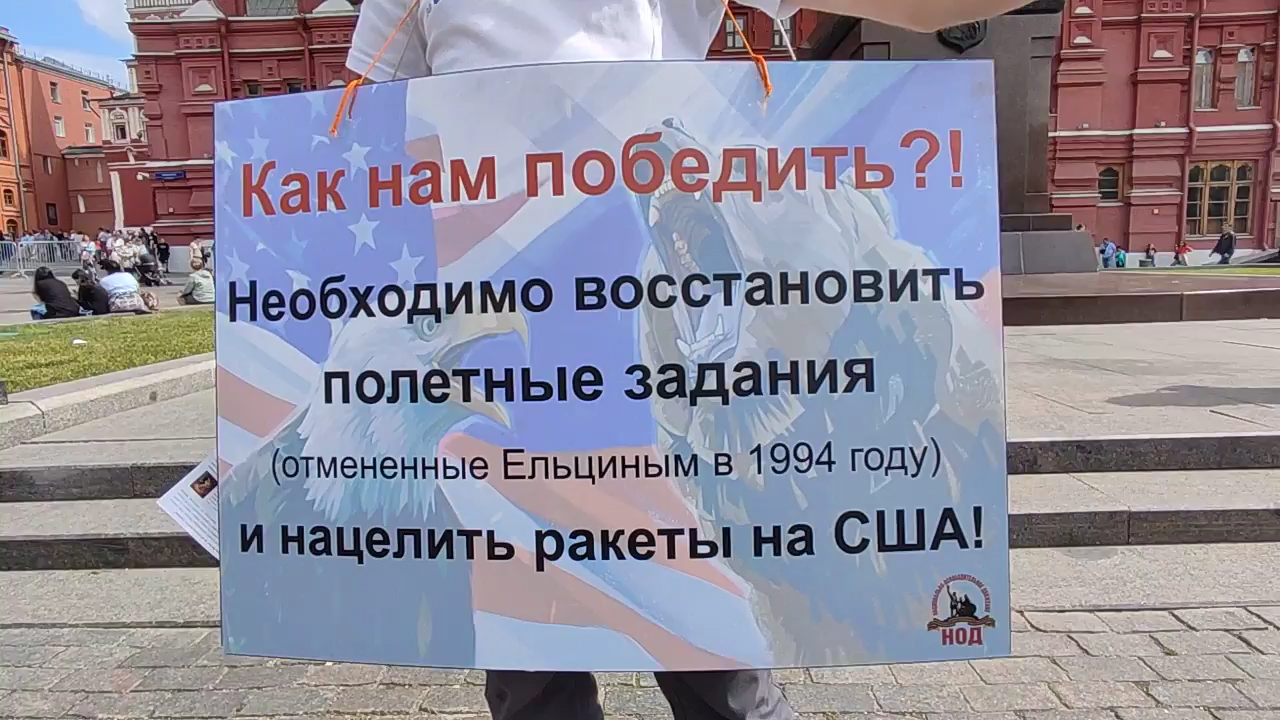 Как нам победить?!
Необходимо восстановить
полетные задания
(отмененные Ельциным в 1994 году)
и нацелить ракеты на США!
НОД